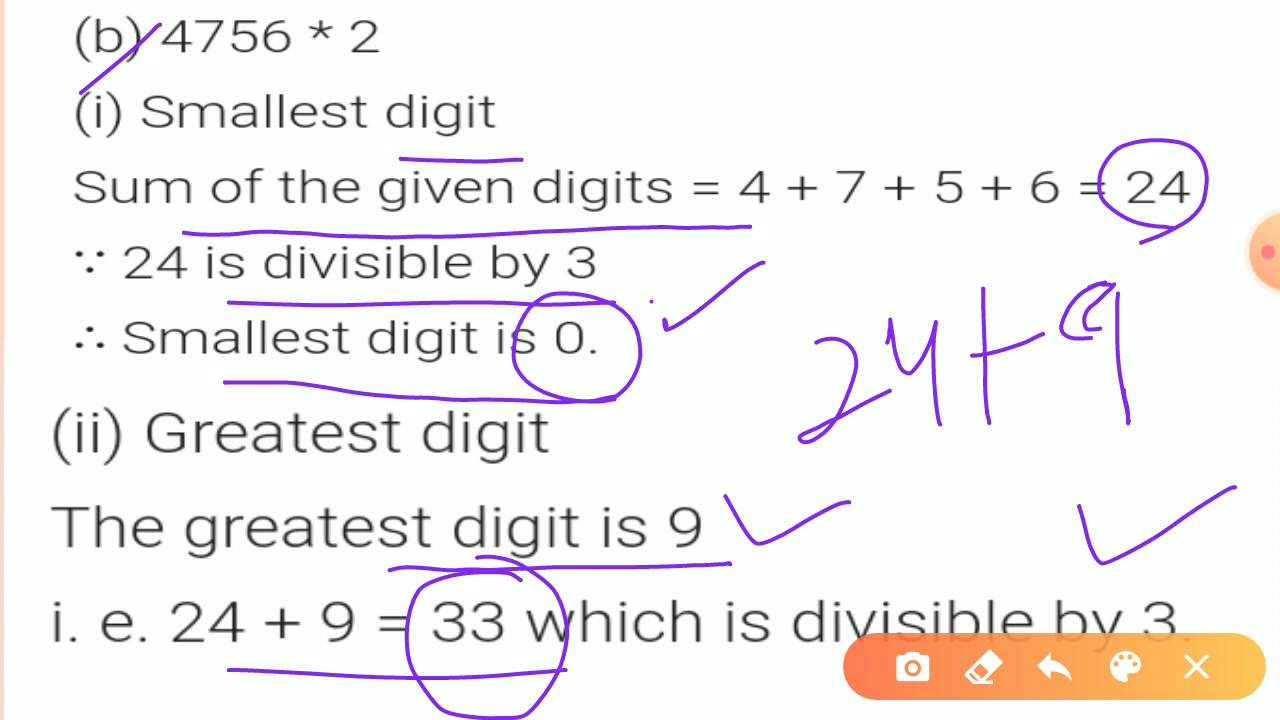 (b) 4756 * 2
(i) Smallest digit
Sum of the given digits = 4 + 7 + 5 + 6 = 24
∵ 24 is divisible by 3
∴ Smallest digit is 0.
24+9
(ii) Greatest digit
The greatest digit is 9
i. e. 24 + 9 = 33 which is divisible by 3.